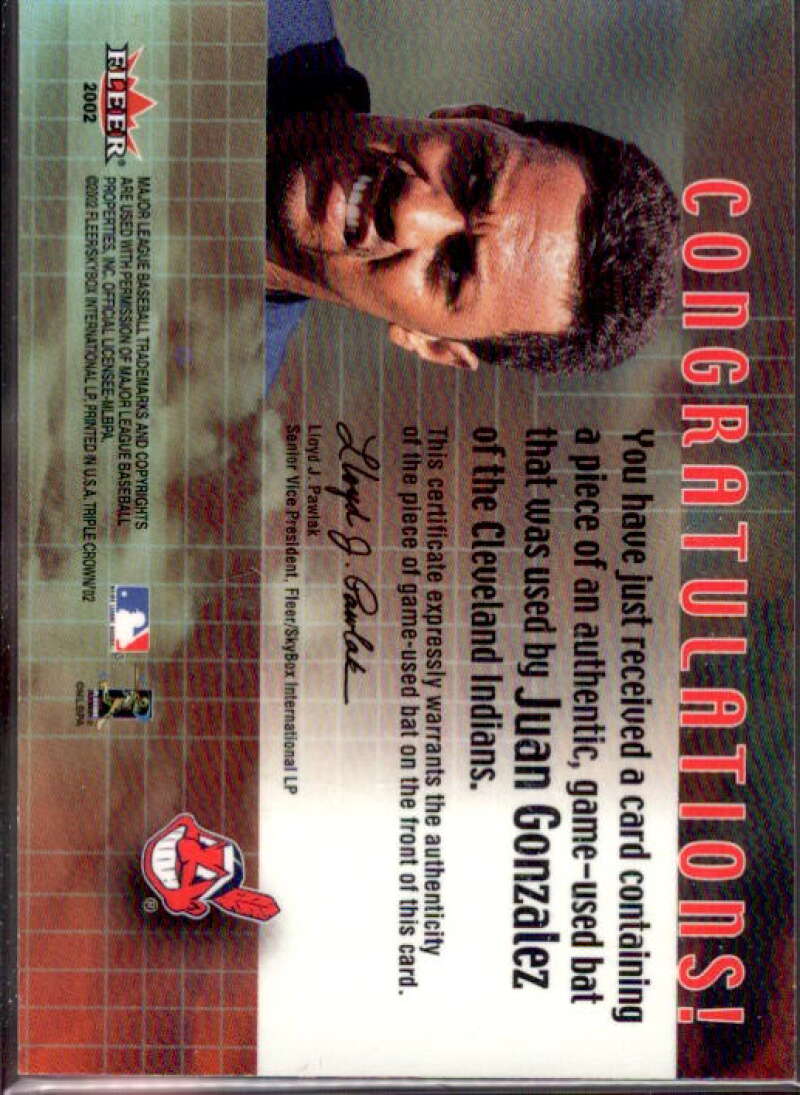 CONGRATULATIONS!
You have just received a card containing
a piece of an authentic, game-used bat
that was used by Juan Gonzalez
of the Cleveland Indians.
This certificate expressly warrants the authenticity
of the piece of game-used bat on the front of this card.
Lloyd J. Pawlak
Lloyd J. Pawlak
Senior Vice President, Fleer/SkyBox International LP
FLEER®
2002
MAJOR LEAGUE BASEBALL TRADEMARKS AND COPYRIGHTS
ARE USED WITH PERMISSION OF MAJOR LEAGUE BASEBALL
PROPERTIES, INC. OFFICIAL LICENSEE-MLBPA.
©2002 FLEER/SKYBOX INTERNATIONAL LP. PRINTED IN U.S.A. TRIPLE CROWN/'02
©MLBPA
®